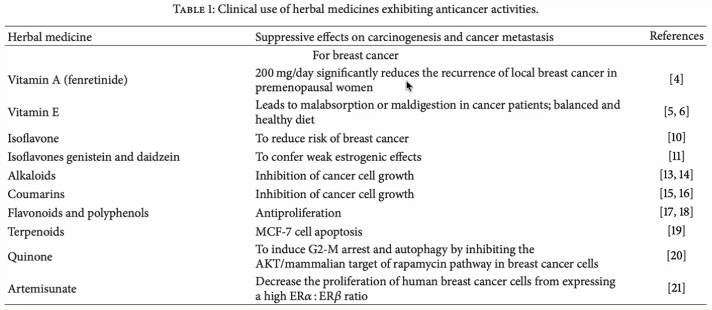 TABLE 1: Clinical use of herbal medicines exhibiting anticancer activities.
Herbal medicine Suppressive effects on carcinogenesis and cancer metastasis References
For breast cancer
Vitamin A (fenretinide) 200 mg/day significantly reduces the recurrence of local breast cancer in premenopausal women [4]
Vitamin E Leads to malabsorption or maldigestion in cancer patients; balanced and healthy diet [5, 6]
Isoflavone To reduce risk of breast cancer [10]
Isoflavones genistein and daidzein To confer weak estrogenic effects [11]
Alkaloids Inhibition of cancer cell growth [13, 14]
Coumarins Inhibition of cancer cell growth [15, 16]
Flavonoids and polyphenols Antiproliferation [17, 18]
Terpenoids MCF-7 cell apoptosis [19]
Quinone To induce G2-M arrest and autophagy by inhibiting the AKT/mammalian target of rapamycin pathway in breast cancer cells [20]
Artemisunate Decrease the proliferation of human breast cancer cells from expressing a high ERα : ERβ ratio [21]